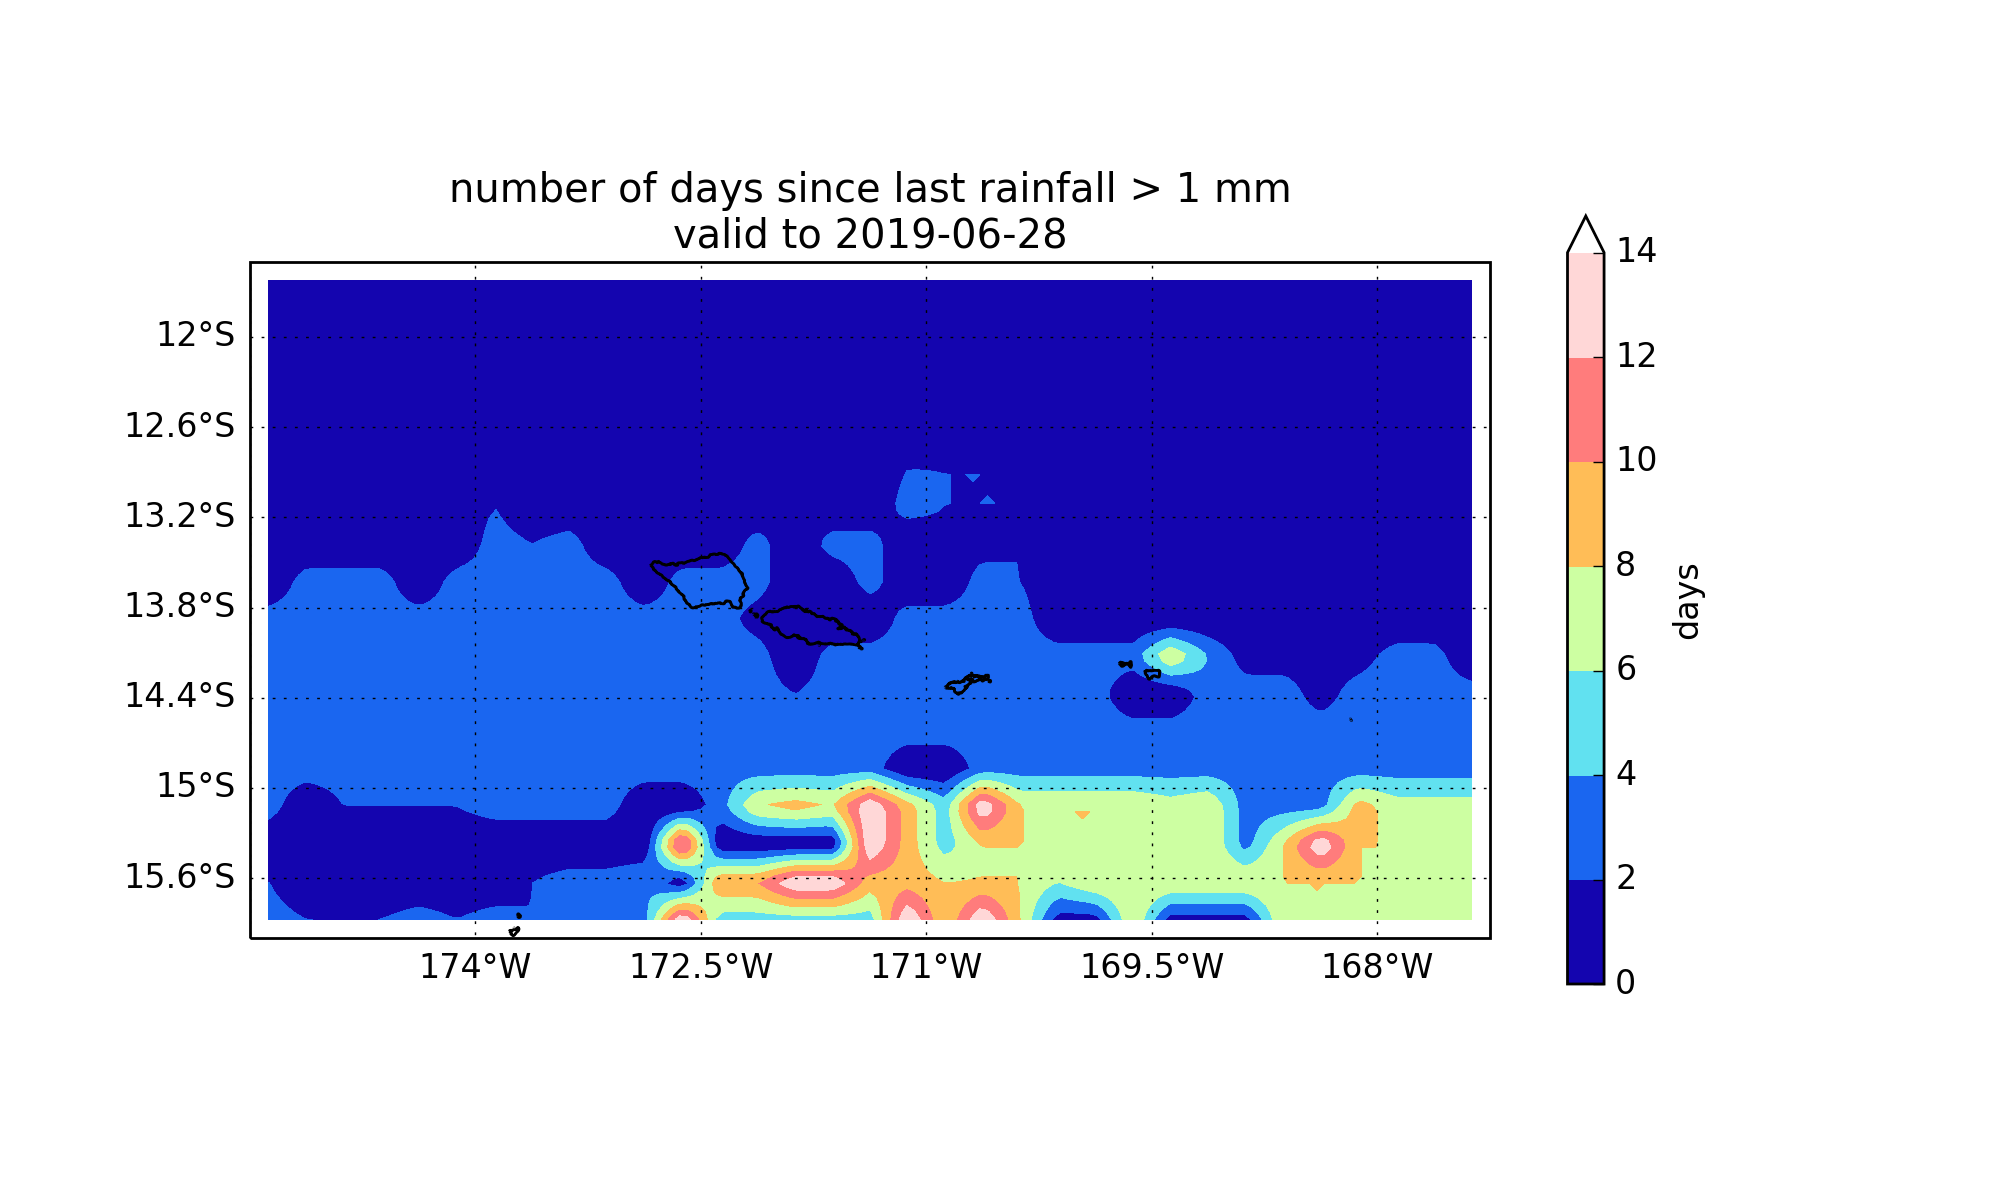 number of days since last rainfall > 1 mm
valid to 2019-06-28
12°S
12.6°S
13.2°S
13.8°S
14.4°S
15°S
15.6°S
174°W
172.5°W
171°W
169.5°W
168°W
14
12
10
8
6
4
2
0
days